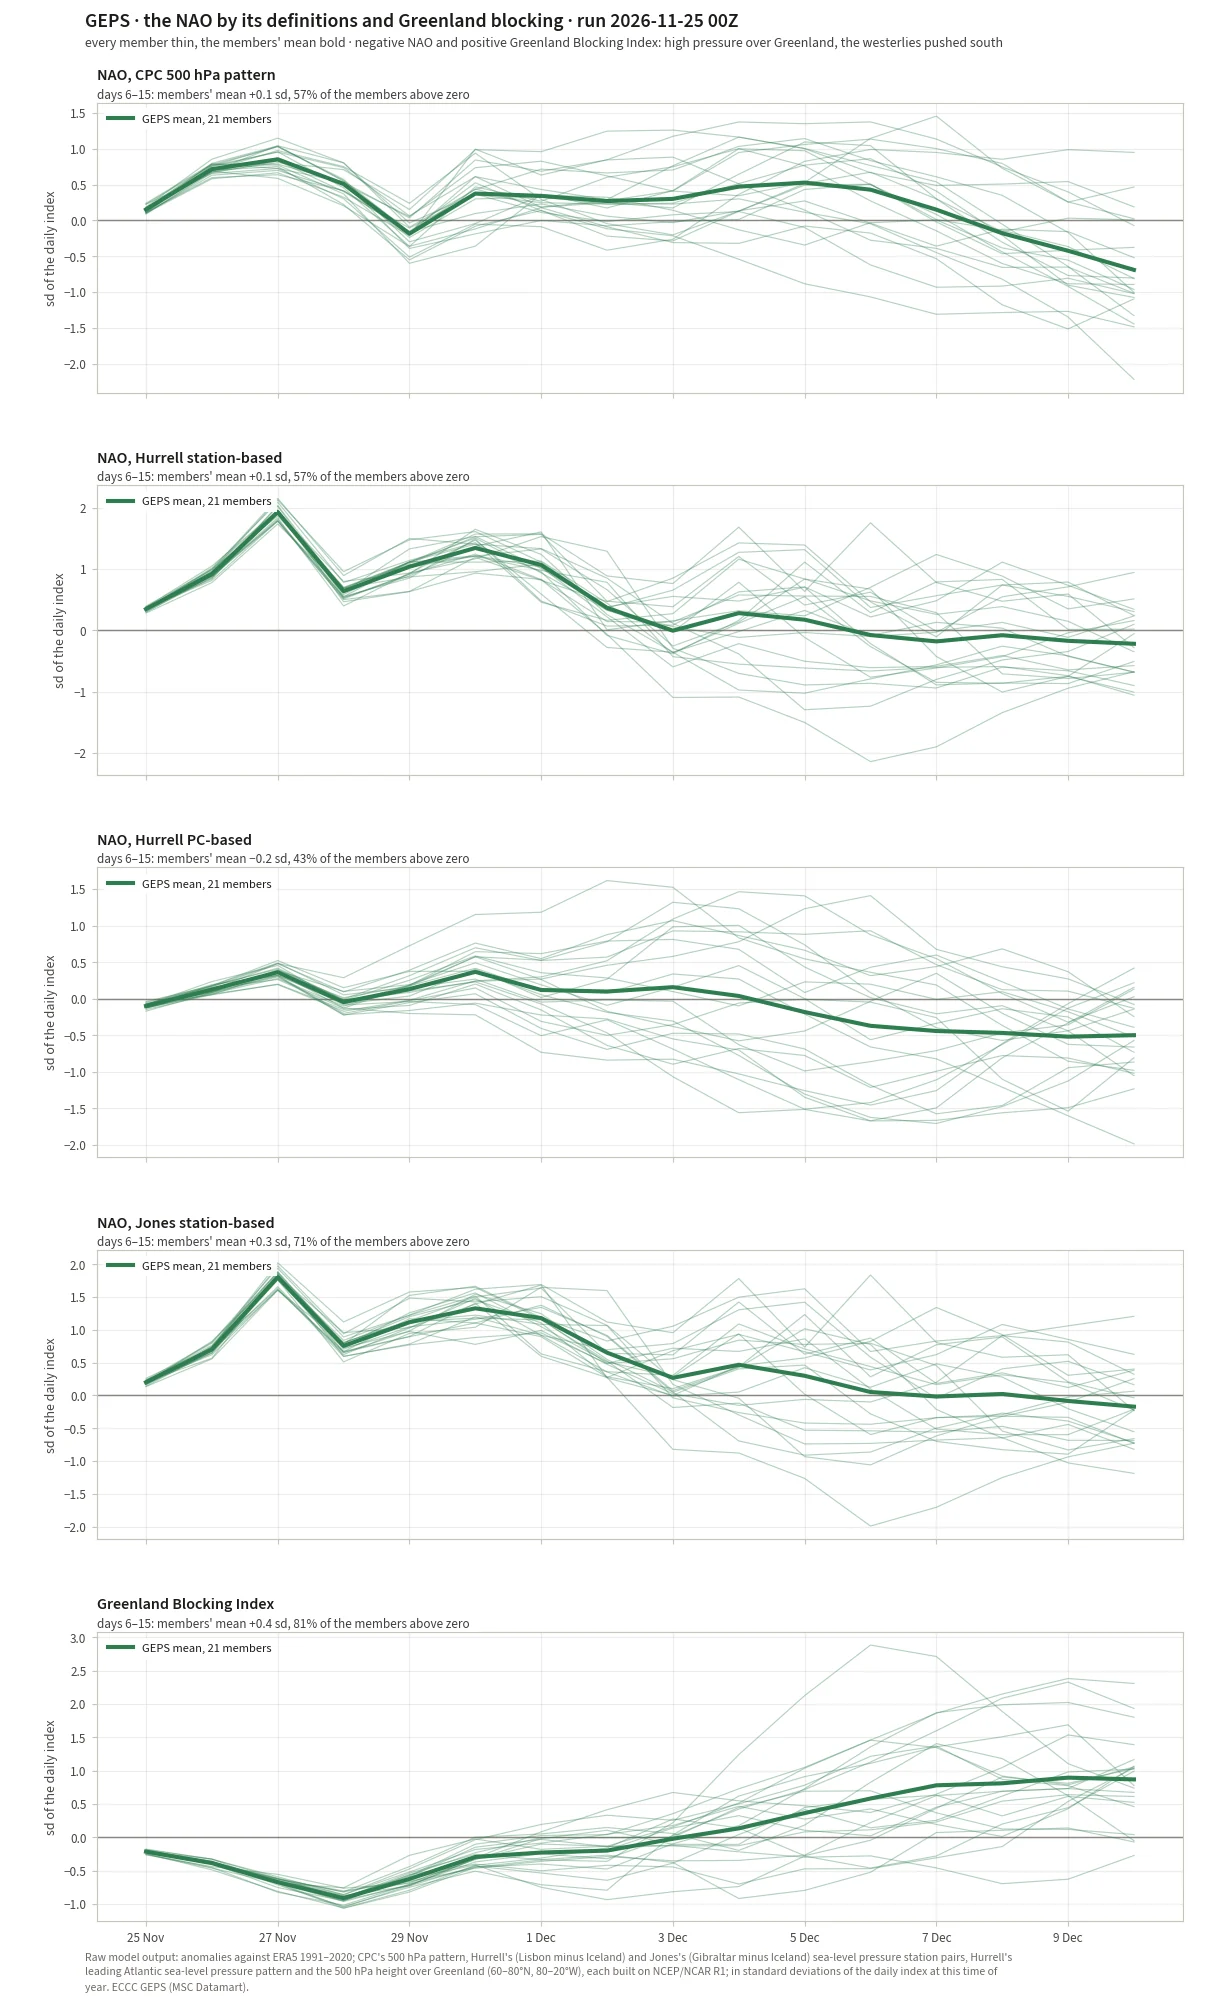 GEPS · the NAO by its definitions and Greenland blocking · run 2026-11-25 00Z
every member thin, the members' mean bold · negative NAO and positive Greenland Blocking Index: high pressure over Greenland, the westerlies pushed south
NAO, CPC 500 hPa pattern
days 6–15: members' mean +0.1 sd, 57% of the members above zero
GEPS mean, 21 members
1.5
1.0
0.5
0.0
−0.5
−1.0
−1.5
−2.0
sd of the daily index
NAO, Hurrell station-based
days 6–15: members' mean +0.1 sd, 57% of the members above zero
GEPS mean, 21 members
2
1
0
−1
−2
sd of the daily index
NAO, Hurrell PC-based
days 6–15: members' mean −0.2 sd, 43% of the members above zero
GEPS mean, 21 members
1.5
1.0
0.5
0.0
−0.5
−1.0
−1.5
−2.0
sd of the daily index
NAO, Jones station-based
days 6–15: members' mean +0.3 sd, 71% of the members above zero
GEPS mean, 21 members
2.0
1.5
1.0
0.5
0.0
−0.5
−1.0
−1.5
−2.0
sd of the daily index
Greenland Blocking Index
days 6–15: members' mean +0.4 sd, 81% of the members above zero
GEPS mean, 21 members
3.0
2.5
2.0
1.5
1.0
0.5
0.0
−0.5
−1.0
sd of the daily index
25 Nov 27 Nov 29 Nov 1 Dec 3 Dec 5 Dec 7 Dec 9 Dec
Raw model output: anomalies against ERA5 1991–2020; CPC's 500 hPa pattern, Hurrell's (Lisbon minus Iceland) and Jones's (Gibraltar minus Iceland) sea-level pressure station pairs, Hurrell's
leading Atlantic sea-level pressure pattern and the 500 hPa height over Greenland (60–80°N, 80–20°W), each built on NCEP/NCAR R1; in standard deviations of the daily index at this time of
year. ECCC GEPS (MSC Datamart).